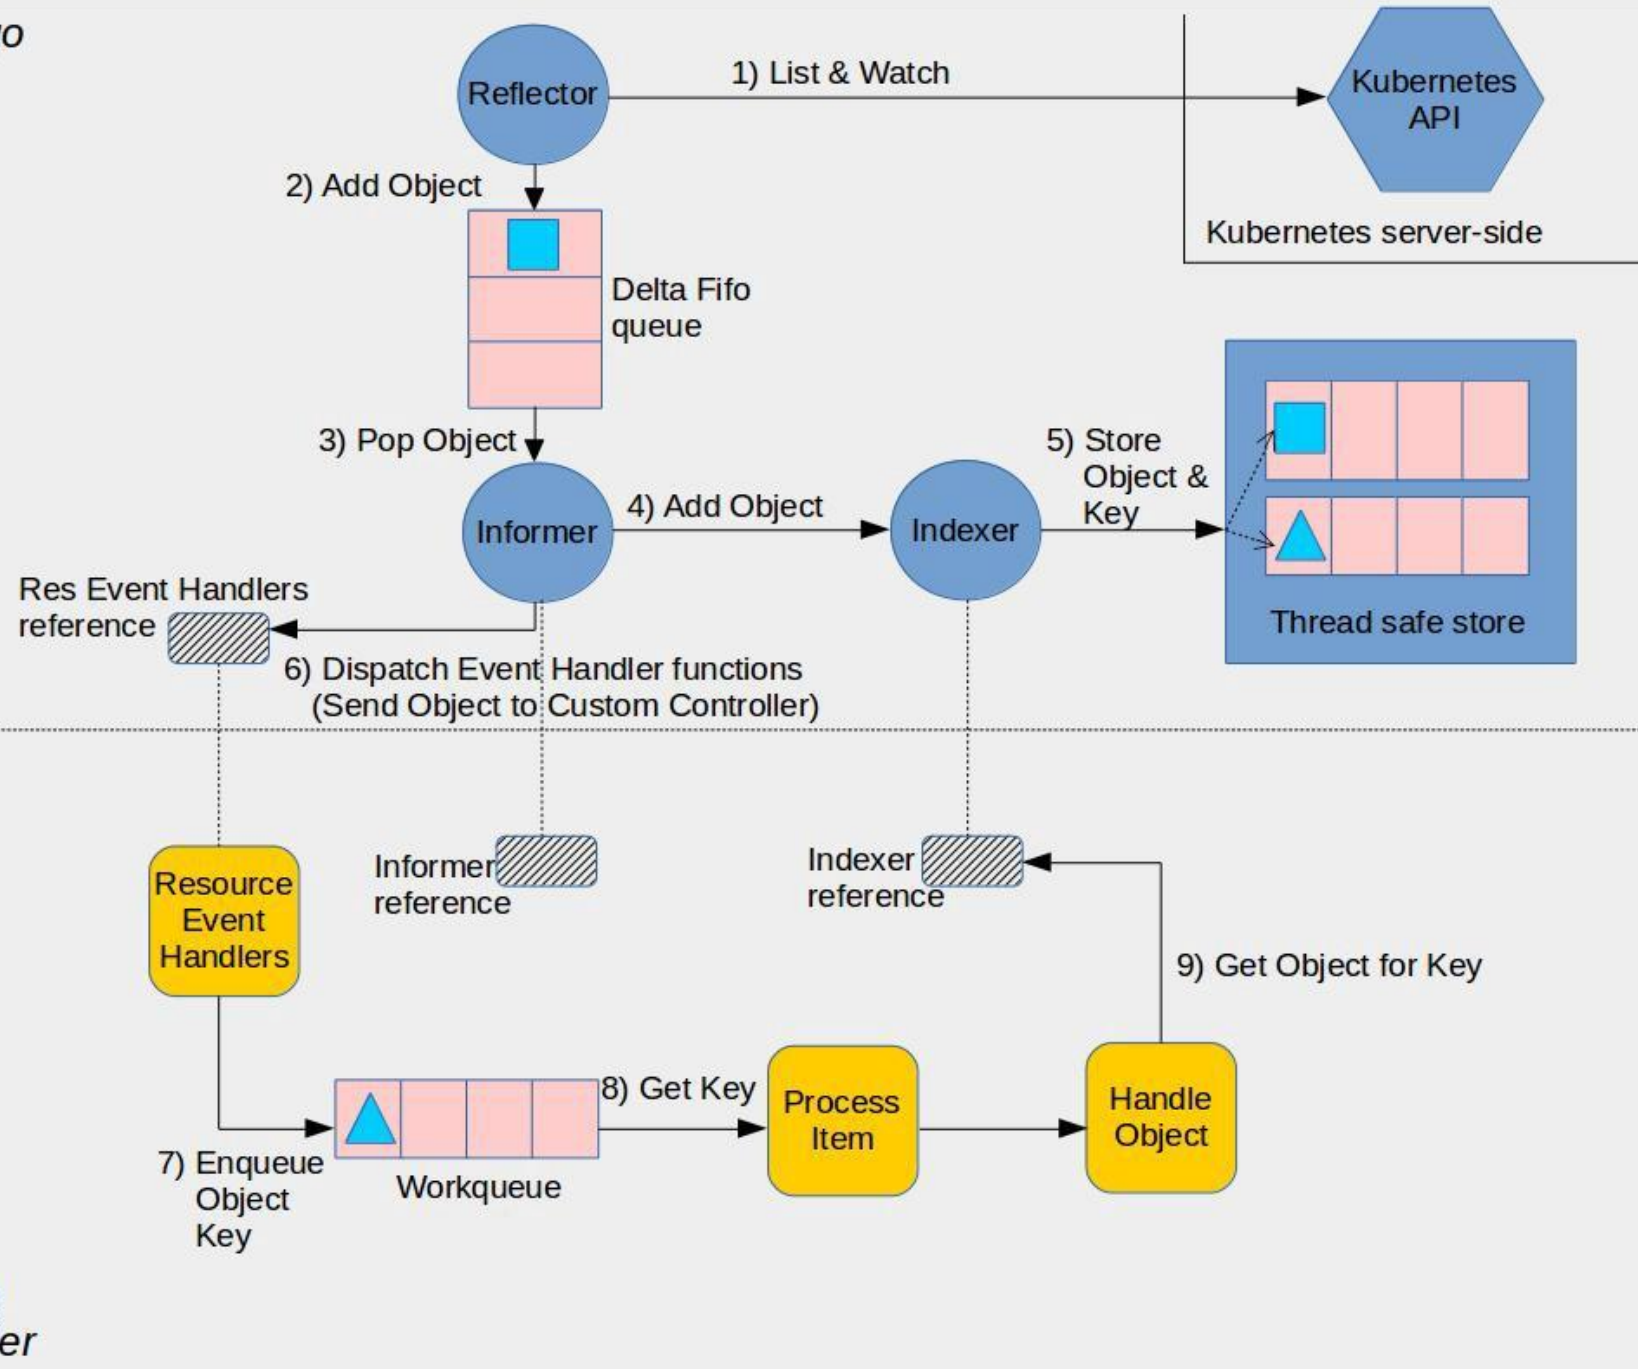 Reflector
1) List & Watch
Kubernetes
API
2) Add Object
Kubernetes server-side
Delta Fifo
queue
3) Pop Object
Informer
4) Add Object
Indexer
5) Store
Object &
Key
Thread safe store
Res Event Handlers
reference
6) Dispatch Event Handler functions
(Send Object to Custom Controller)
Resource
Event
Handlers
Informer
reference
Indexer
reference
9) Get Object for Key
7) Enqueue
Object
Key
Workqueue
8) Get Key
Process
Item
Handle
Object
er